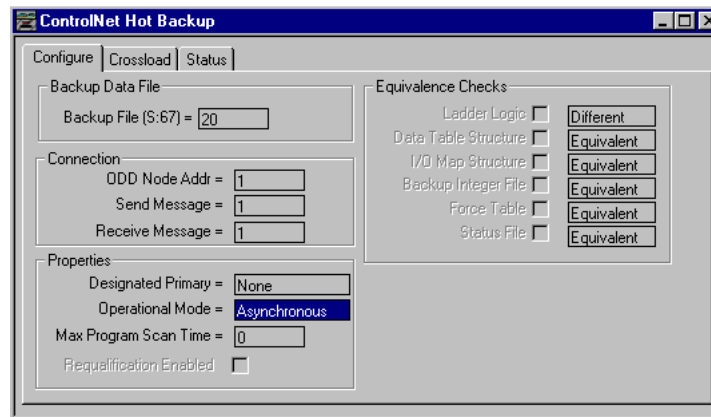 ControlNet Hot Backup
Configure Crossload Status
Backup Data File
Backup File (S:67) = 20
Connection
ODD Node Addr = 1
Send Message = 1
Receive Message = 1
Properties
Designated Primary = None
Operational Mode = Asynchronous
Max Program Scan Time = 0
Requalification Enabled
Equivalence Checks
Ladder Logic Different
Data Table Structure Equivalent
I/O Map Structure Equivalent
Backup Integer File Equivalent
Force Table Equivalent
Status File Equivalent